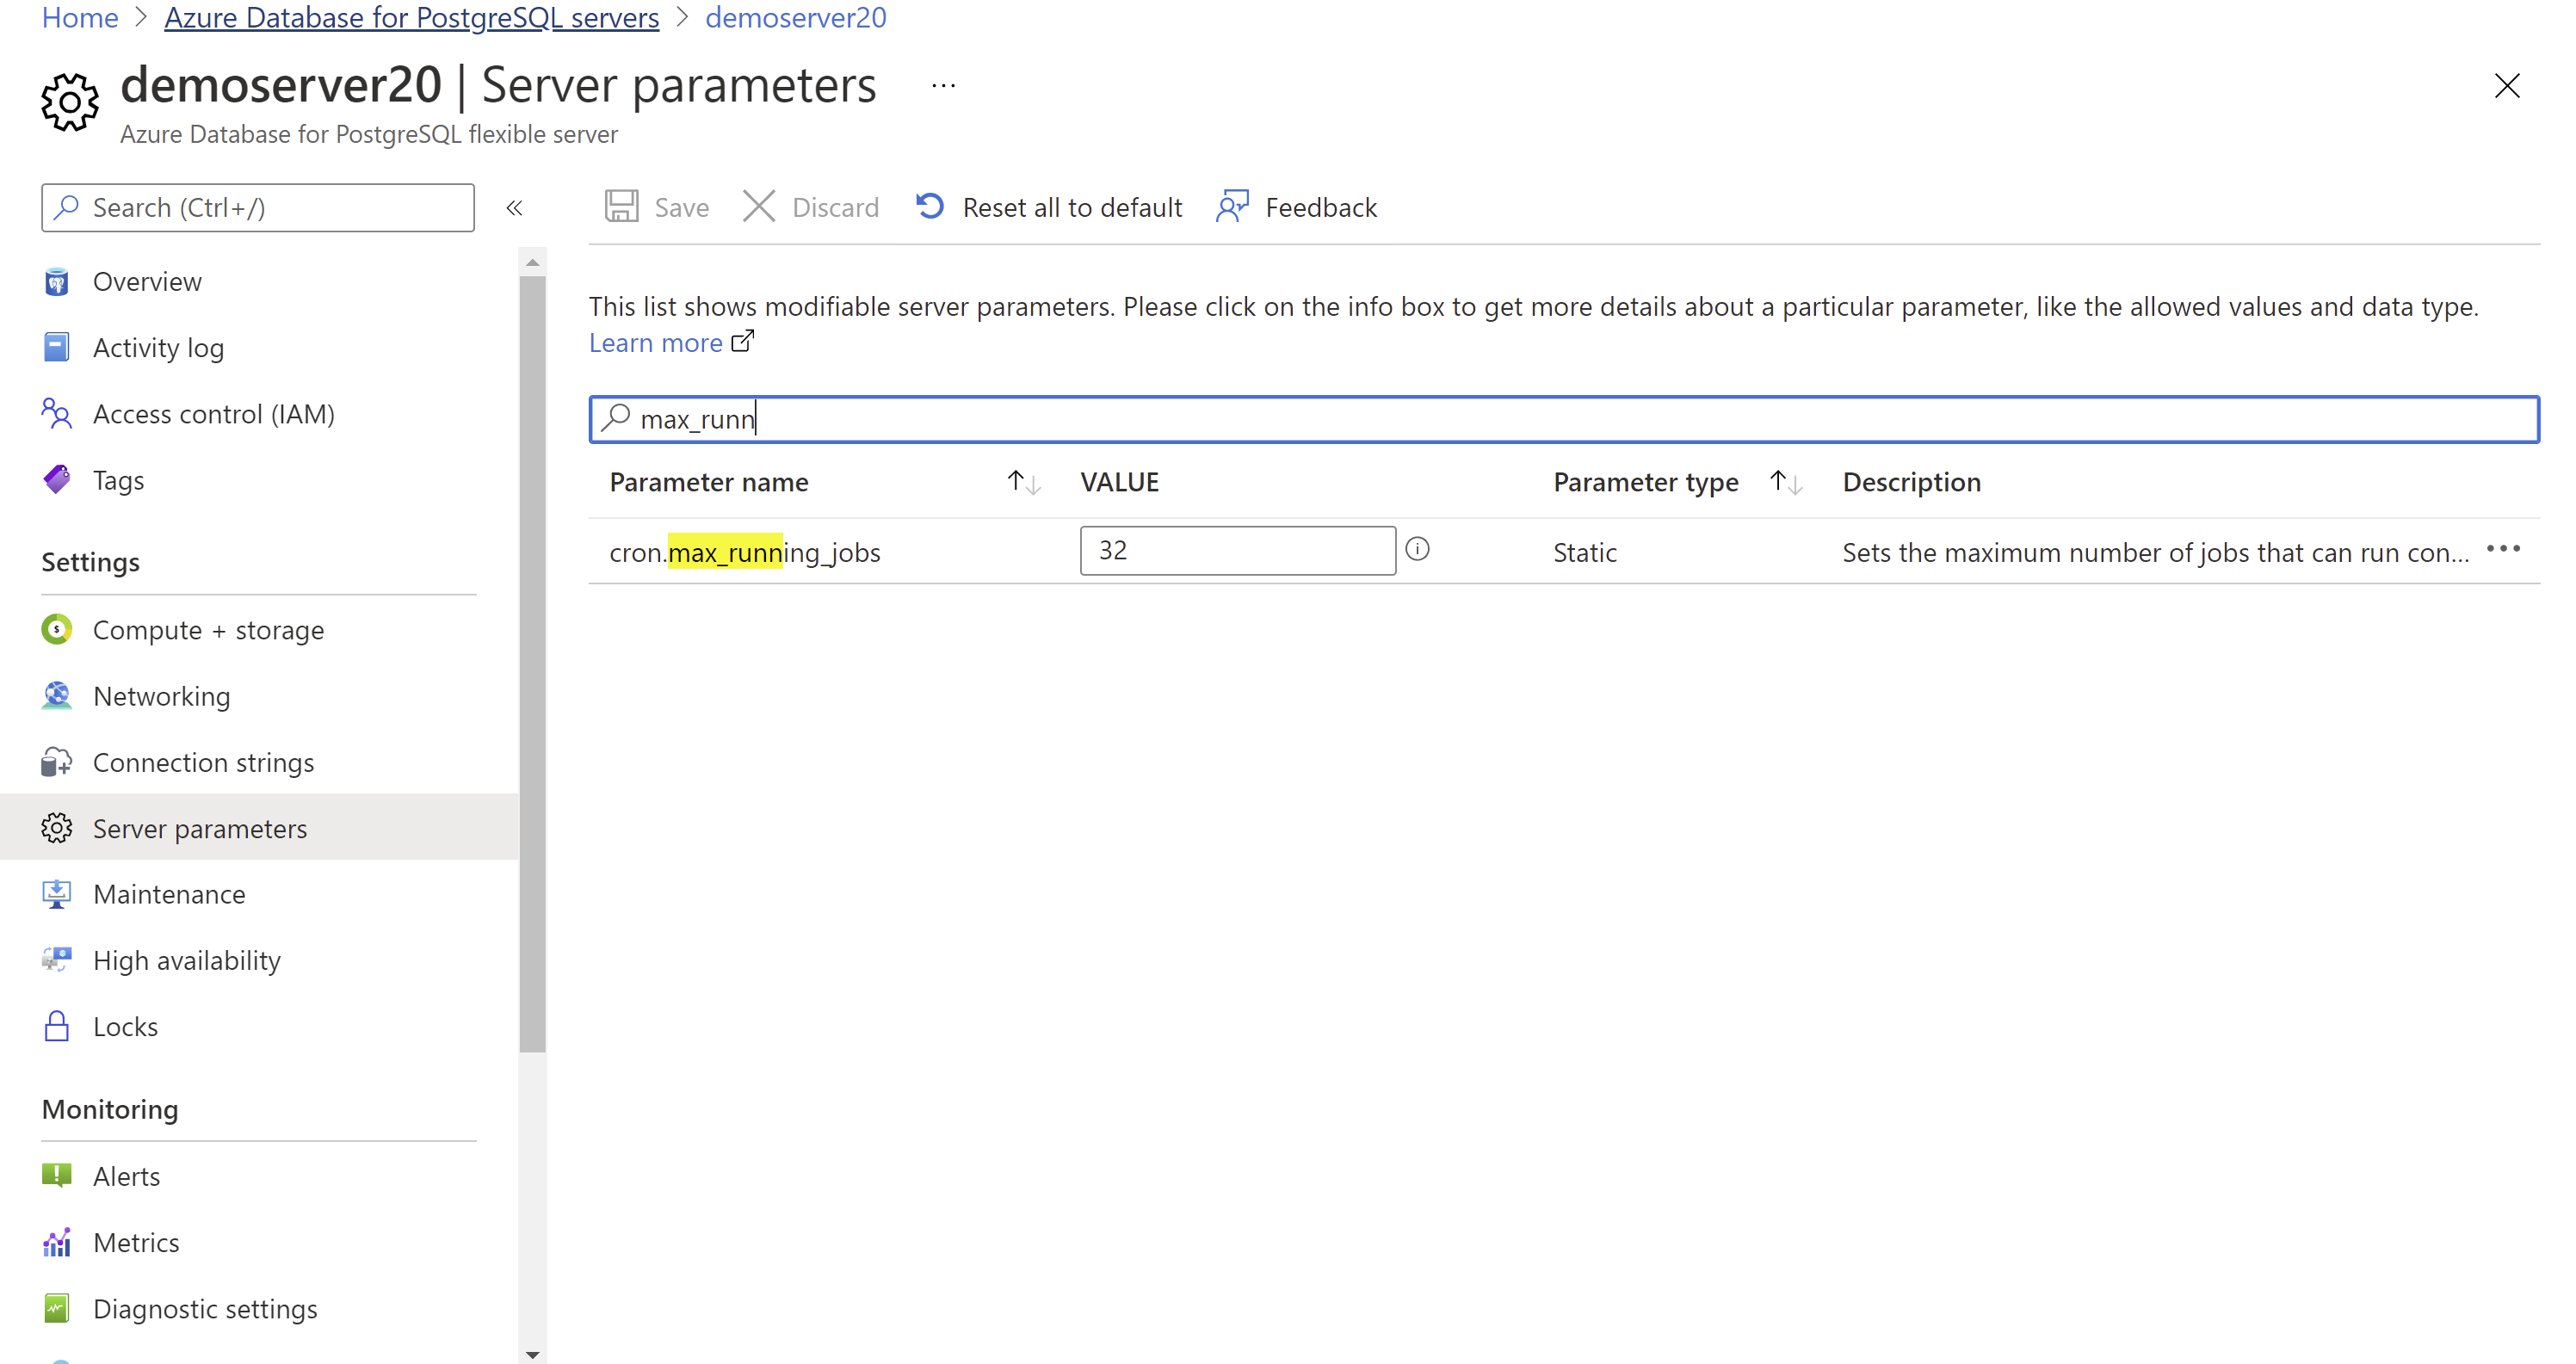 Home > Azure Database for PostgreSQL servers > demoserver20
demoserver20 | Server parameters ...
Azure Database for PostgreSQL flexible server
Search (Ctrl+/) «
Overview
Activity log
Access control (IAM)
Tags
Settings
Compute + storage
Networking
Connection strings
Server parameters
Maintenance
High availability
Locks
Monitoring
Alerts
Metrics
Diagnostic settings
Save Discard Reset all to default Feedback
This list shows modifiable server parameters. Please click on the info box to get more details about a particular parameter, like the allowed values and data type.
Learn more
max_runn
Parameter name ↑↓ VALUE Parameter type ↑↓ Description
cron.max_running_jobs 32 Static Sets the maximum number of jobs that can run con... •••